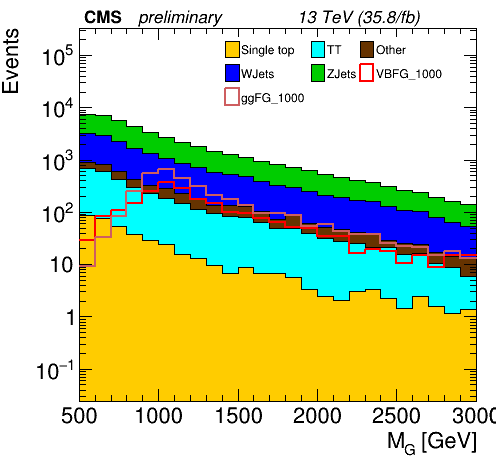 CMS preliminary 13 TeV (35.8/fb)
Events
Single top TT Other
WJets ZJets VBFG_1000
ggFG_1000
10^5
10^4
10^3
10^2
10
1
10^-1
500 1000 1500 2000 2500 3000
M_G [GeV]